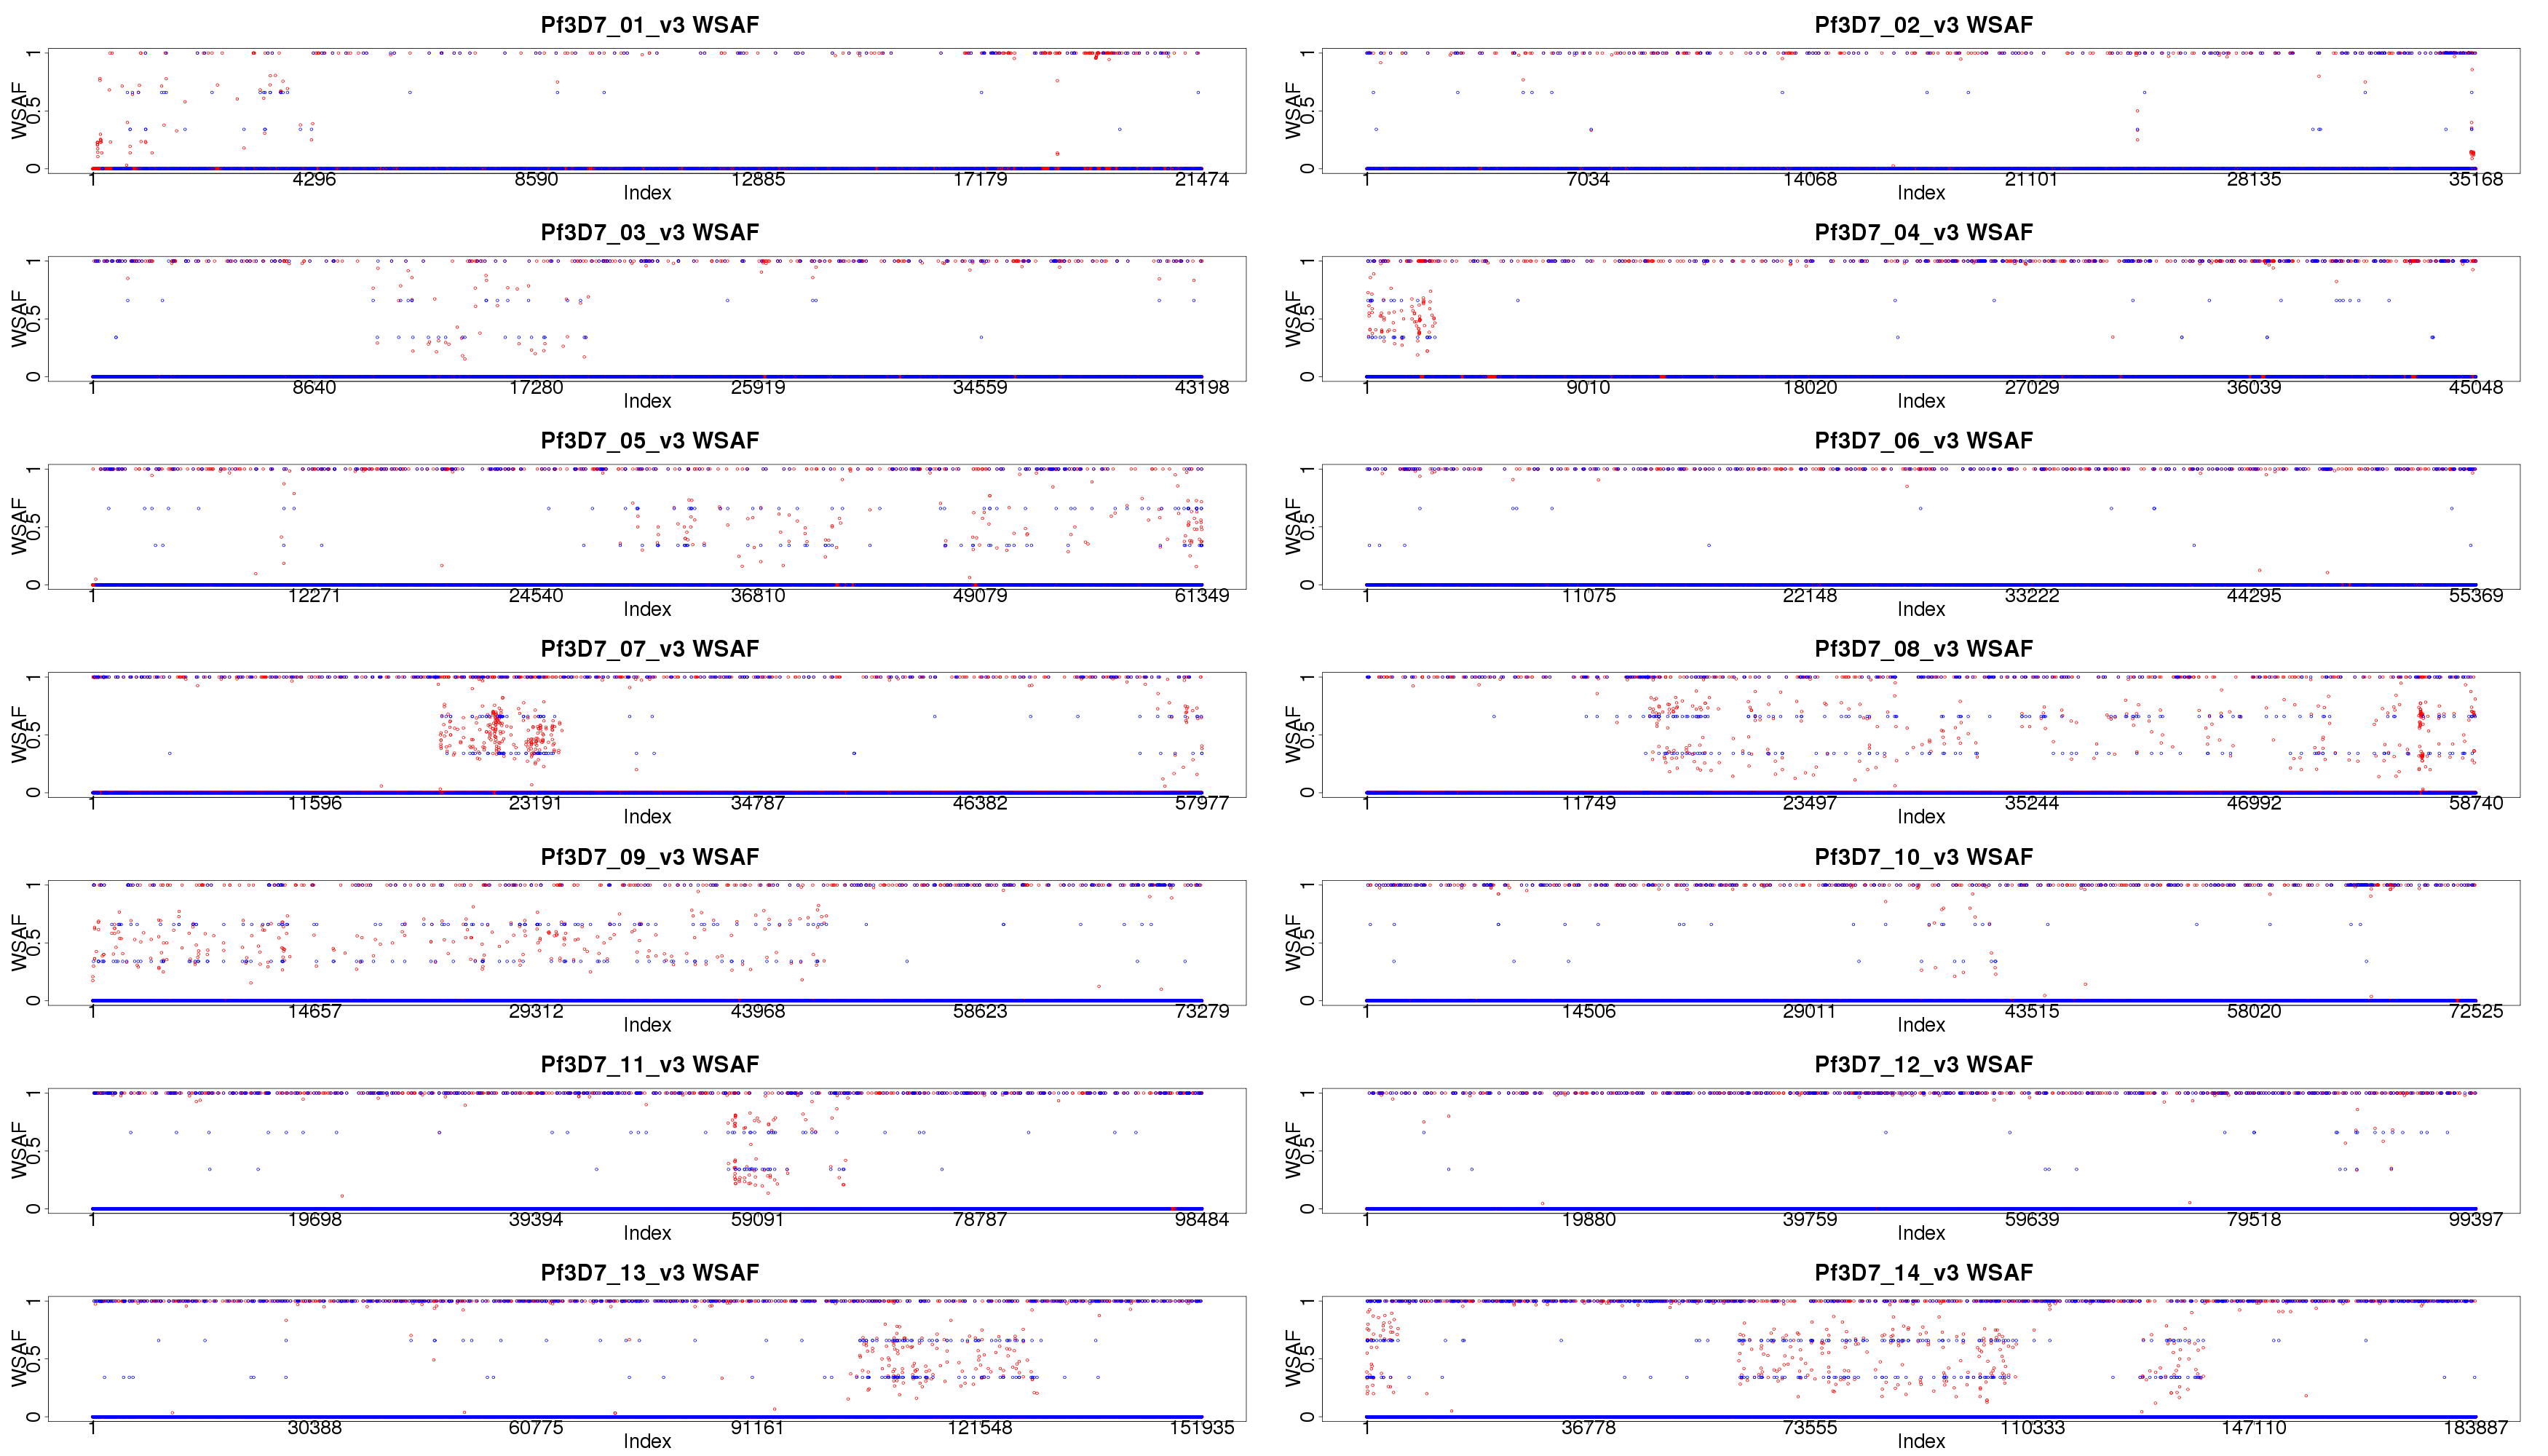 Pf3D7_01_v3 WSAF
WSAF
0 0.5 1
1 4296 8590 12885 17179 21474
Index
Pf3D7_02_v3 WSAF
WSAF
0 0.5 1
1 7034 14068 21101 28135 35168
Index
Pf3D7_03_v3 WSAF
WSAF
0 0.5 1
1 8640 17280 25919 34559 43198
Index
Pf3D7_04_v3 WSAF
WSAF
0 0.5 1
1 9010 18020 27029 36039 45048
Index
Pf3D7_05_v3 WSAF
WSAF
0 0.5 1
1 12271 24540 36810 49079 61349
Index
Pf3D7_06_v3 WSAF
WSAF
0 0.5 1
1 11075 22148 33222 44295 55369
Index
Pf3D7_07_v3 WSAF
WSAF
0 0.5 1
1 11596 23191 34787 46382 57977
Index
Pf3D7_08_v3 WSAF
WSAF
0 0.5 1
1 11749 23497 35244 46992 58740
Index
Pf3D7_09_v3 WSAF
WSAF
0 0.5 1
1 14657 29312 43968 58623 73279
Index
Pf3D7_10_v3 WSAF
WSAF
0 0.5 1
1 14506 29011 43515 58020 72525
Index
Pf3D7_11_v3 WSAF
WSAF
0 0.5 1
1 19698 39394 59091 78787 98484
Index
Pf3D7_12_v3 WSAF
WSAF
0 0.5 1
1 19880 39759 59639 79518 99397
Index
Pf3D7_13_v3 WSAF
WSAF
0 0.5 1
1 30388 60775 91161 121548 151935
Index
Pf3D7_14_v3 WSAF
WSAF
0 0.5 1
1 36778 73555 110333 147110 183887
Index